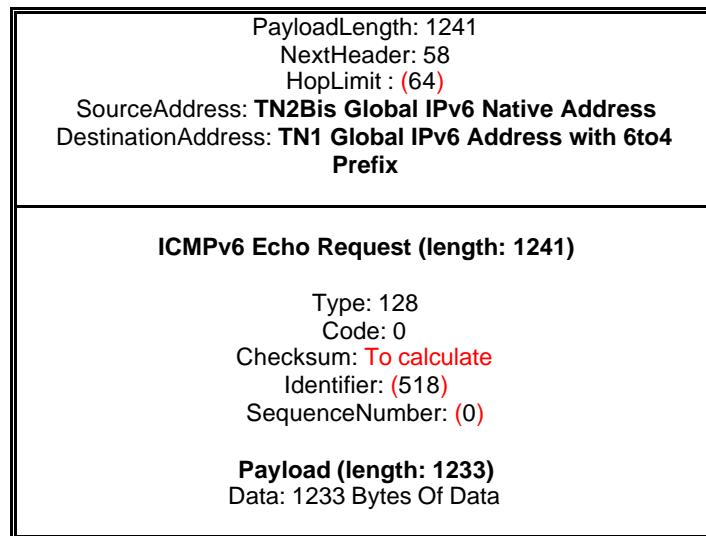 PayloadLength: 1241
NextHeader: 58
HopLimit : (64)
SourceAddress: TN2Bis Global IPv6 Native Address
DestinationAddress: TN1 Global IPv6 Address with 6to4
Prefix
ICMPv6 Echo Request (length: 1241)
Type: 128
Code: 0
Checksum: To calculate
Identifier: (518)
SequenceNumber: (0)
Payload (length: 1233)
Data: 1233 Bytes Of Data